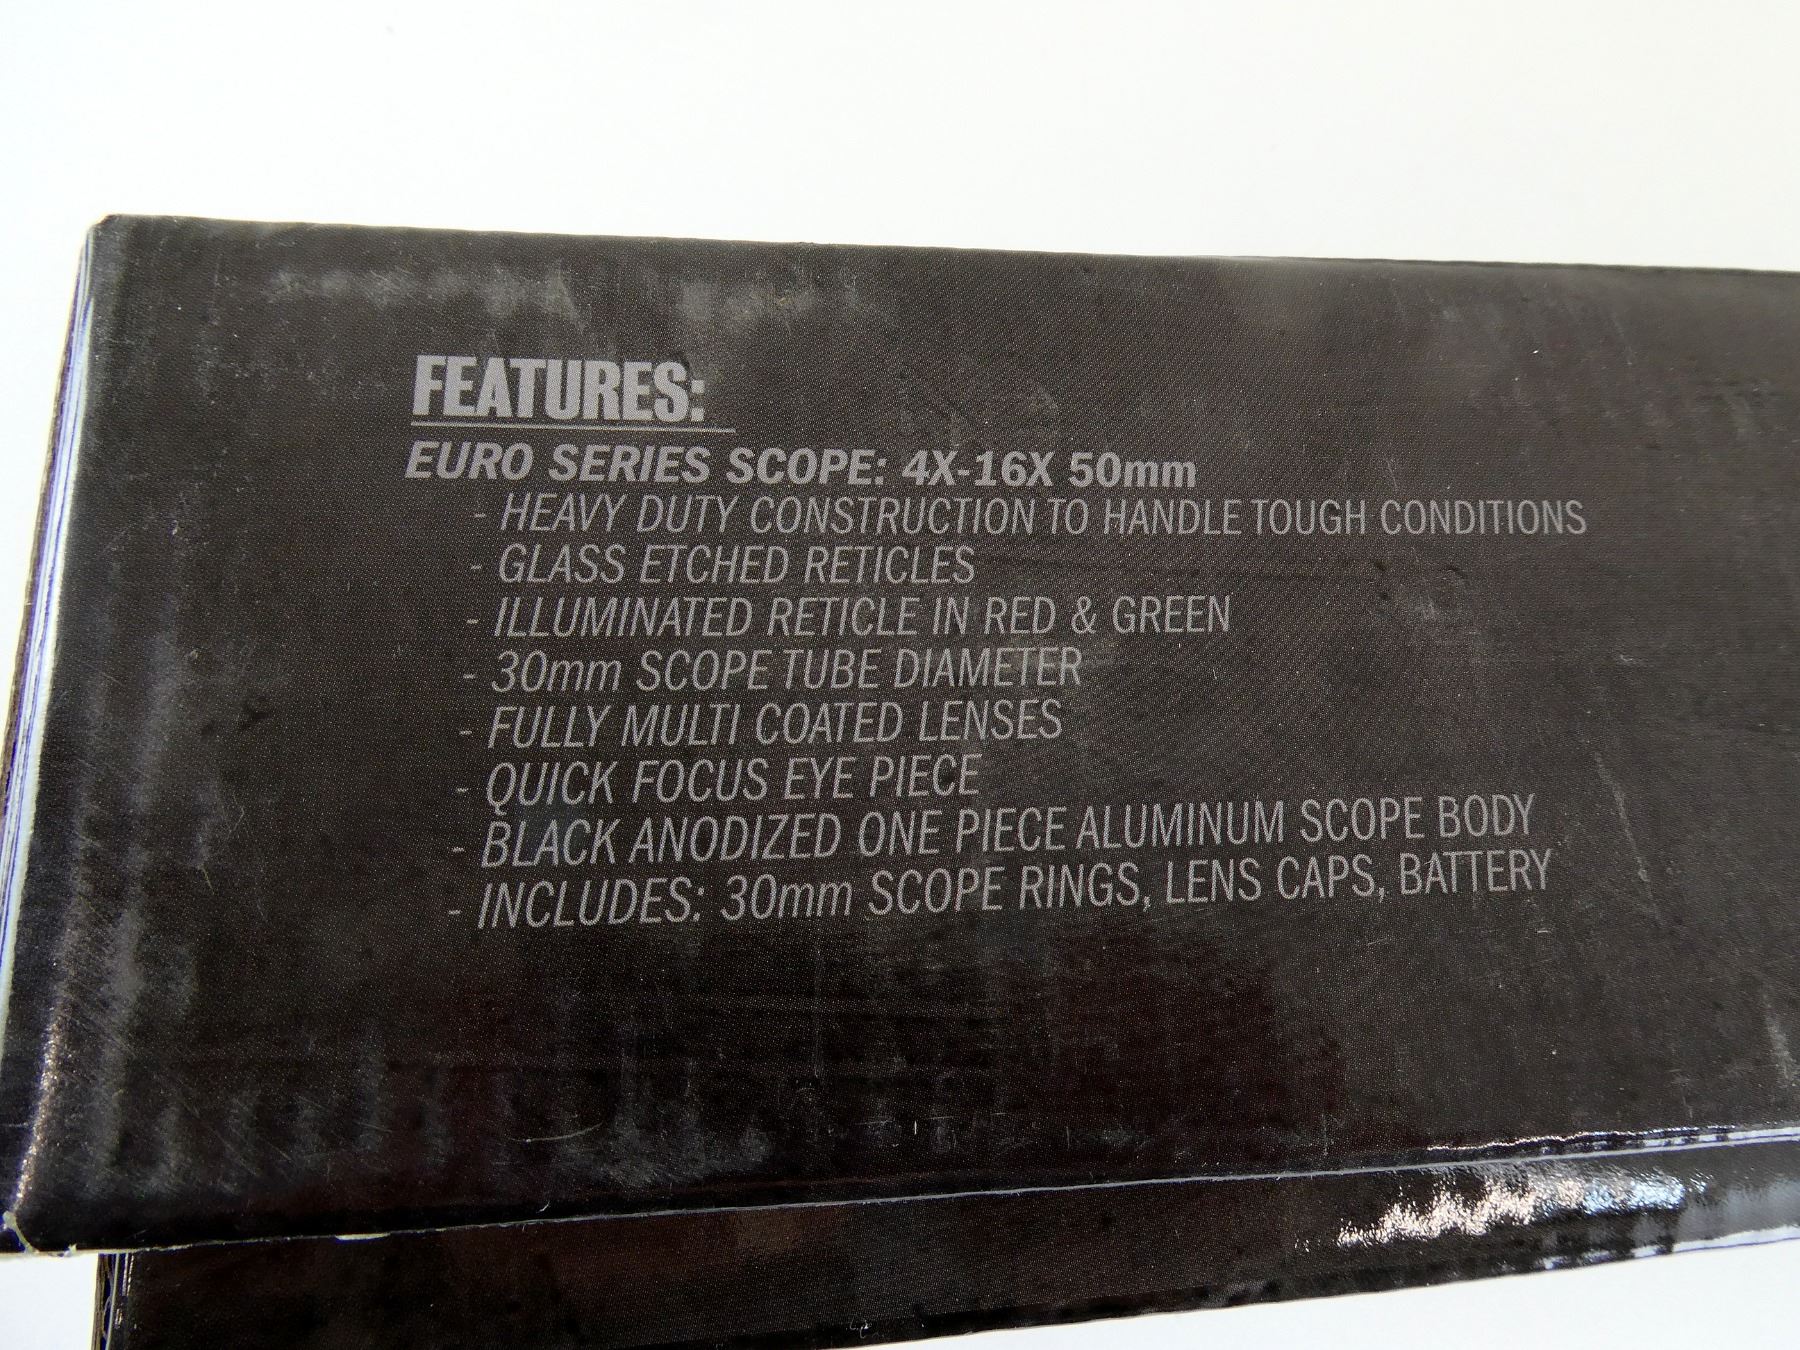 FEATURES:
EURO SERIES SCOPE: 4X-16X 50mm
- HEAVY DUTY CONSTRUCTION TO HANDLE TOUGH CONDITIONS
- GLASS ETCHED RETICLES
- ILLUMINATED RETICLE IN RED & GREEN
- 30mm SCOPE TUBE DIAMETER
- FULLY MULTI COATED LENSES
- QUICK FOCUS EYE PIECE
- BLACK ANODIZED ONE PIECE ALUMINUM SCOPE BODY
- INCLUDES: 30mm SCOPE RINGS, LENS CAPS, BATTERY